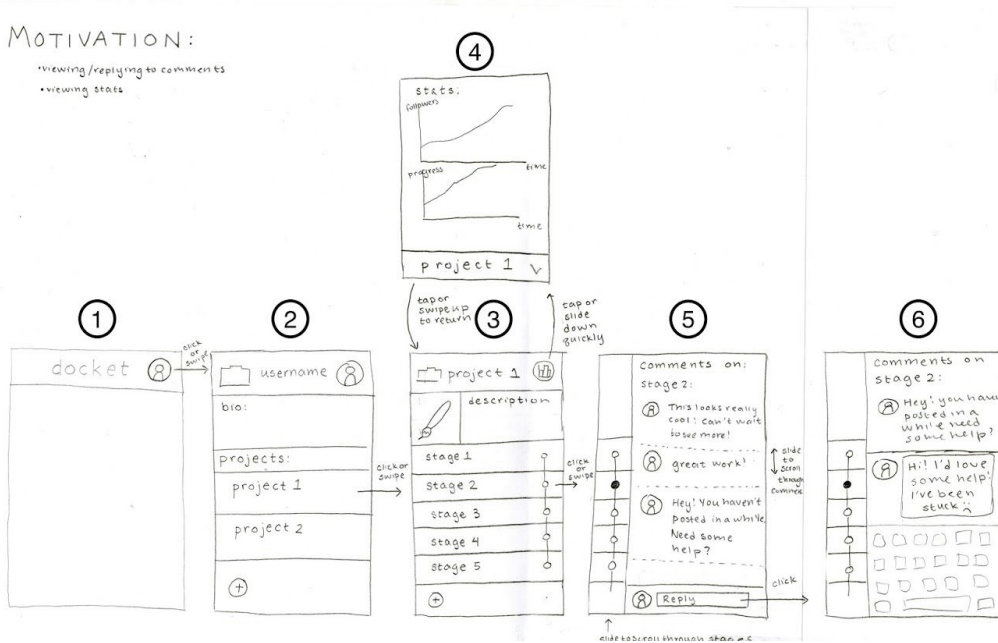 MOTIVATION:
•viewing/replying to comments
•viewing stats
4
stats:
followers
time
progress
time
project 1
tap or
swipe up
to return
tap or
slide
down
quickly
1
docket
click
or
swipe
2
username
bio:
projects:
project 1
project 2
+
click or
swipe
3
project 1
description
stage 1
stage 2
stage 3
stage 4
stage 5
+
click
or
swipe
5
comments on:
stage 2:
This looks really
cool! Can't wait
to see more!
great work!
Hey! You haven't
posted in a while.
Need some
help?
Reply
slide
to
scroll
through
click
slide to scroll through stages
6
comments on
stage 2:
Hey! you have
posted in a
while need
some help?
Hi! I'd love
some help!
I've been
stuck :(